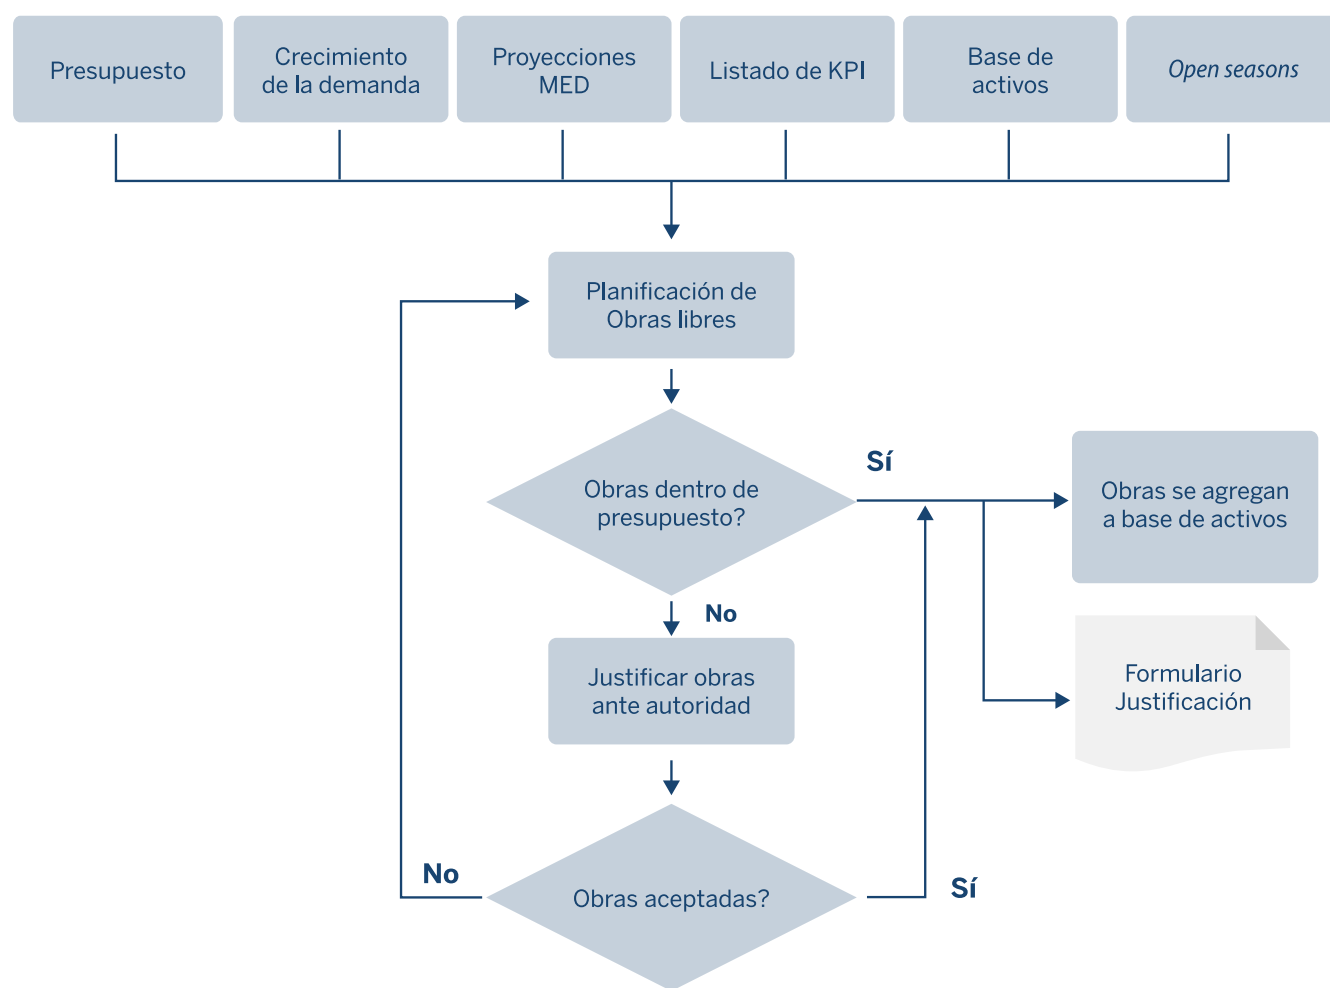 Presupuesto
Crecimiento
de la demanda
Proyecciones
MED
Listado de KPI
Base de
activos
Open seasons
Planificación de
Obras libres
Obras dentro de
presupuesto?
Sí
Obras se agregan
a base de activos
No
Justificar obras
ante autoridad
Formulario
Justificación
No
Obras aceptadas?
Sí